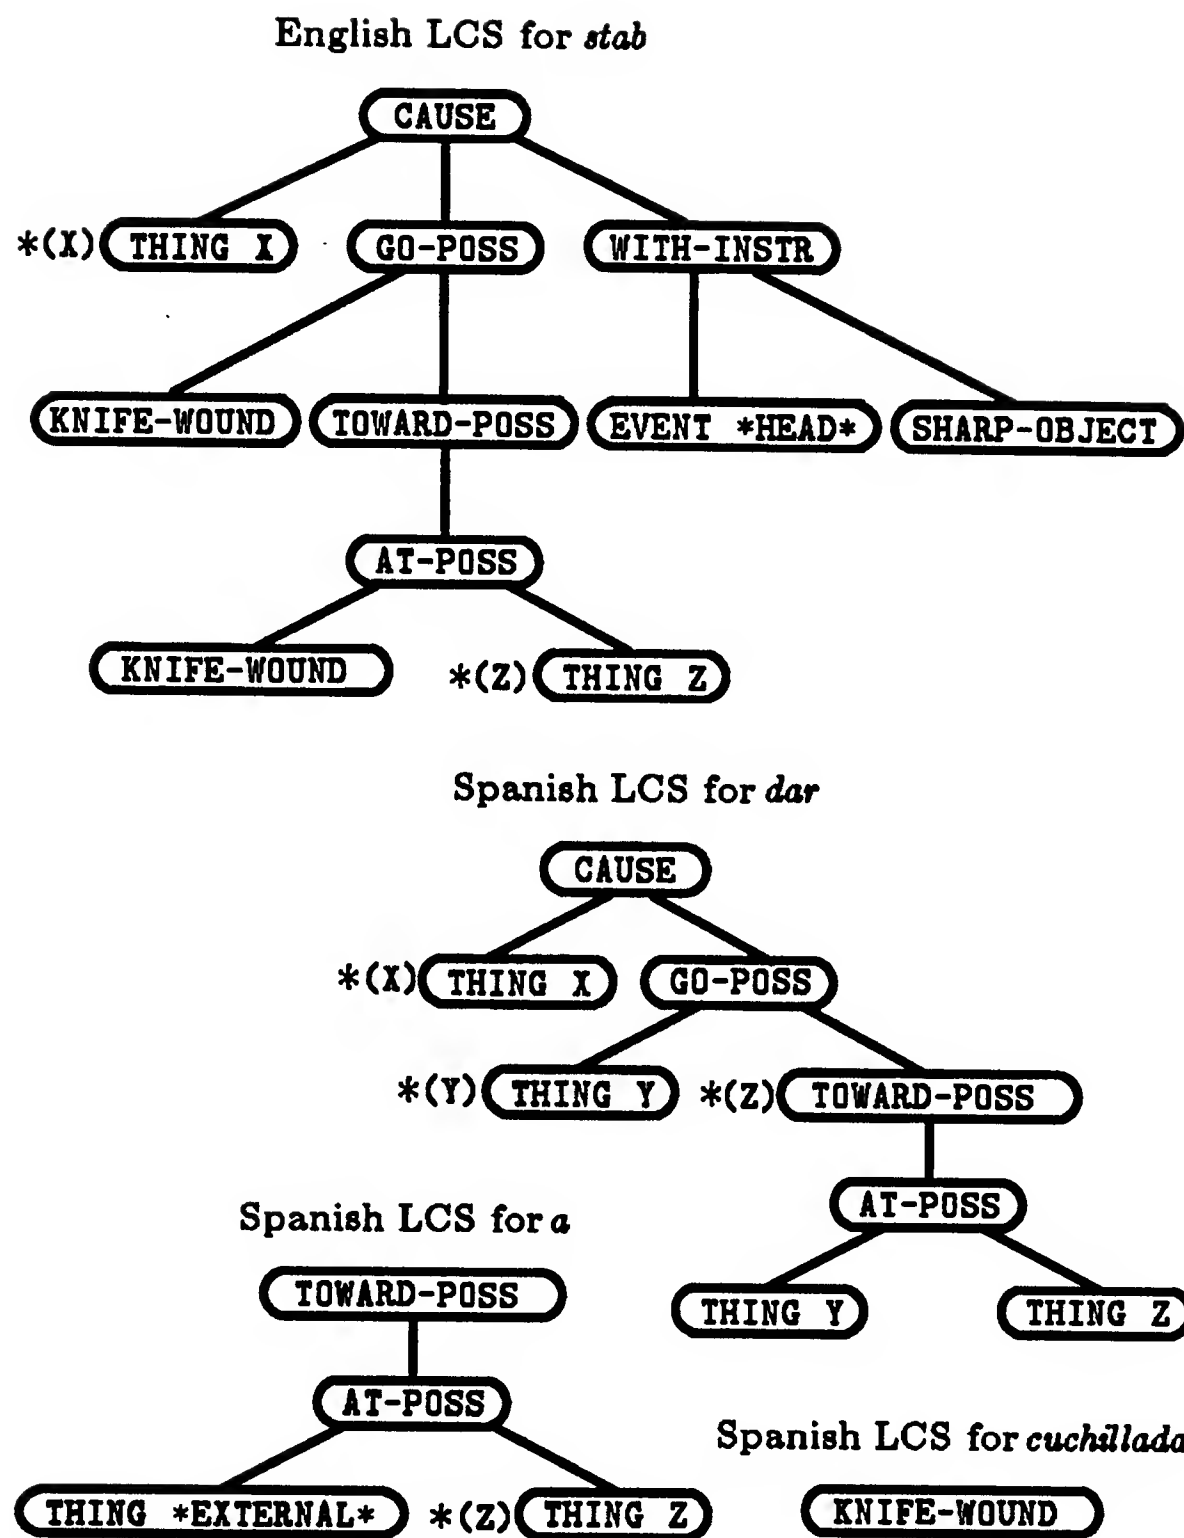 English LCS for stab
CAUSE
*(X) THING X GO-POSS WITH-INSTR
KNIFE-WOUND TOWARD-POSS EVENT *HEAD* SHARP-OBJECT
AT-POSS
KNIFE-WOUND *(Z) THING Z
Spanish LCS for dar
CAUSE
*(X) THING X GO-POSS
*(Y) THING Y *(Z) TOWARD-POSS
AT-POSS
THING Y THING Z
Spanish LCS for a
TOWARD-POSS
AT-POSS
THING *EXTERNAL* *(Z) THING Z
Spanish LCS for cuchillada
KNIFE-WOUND